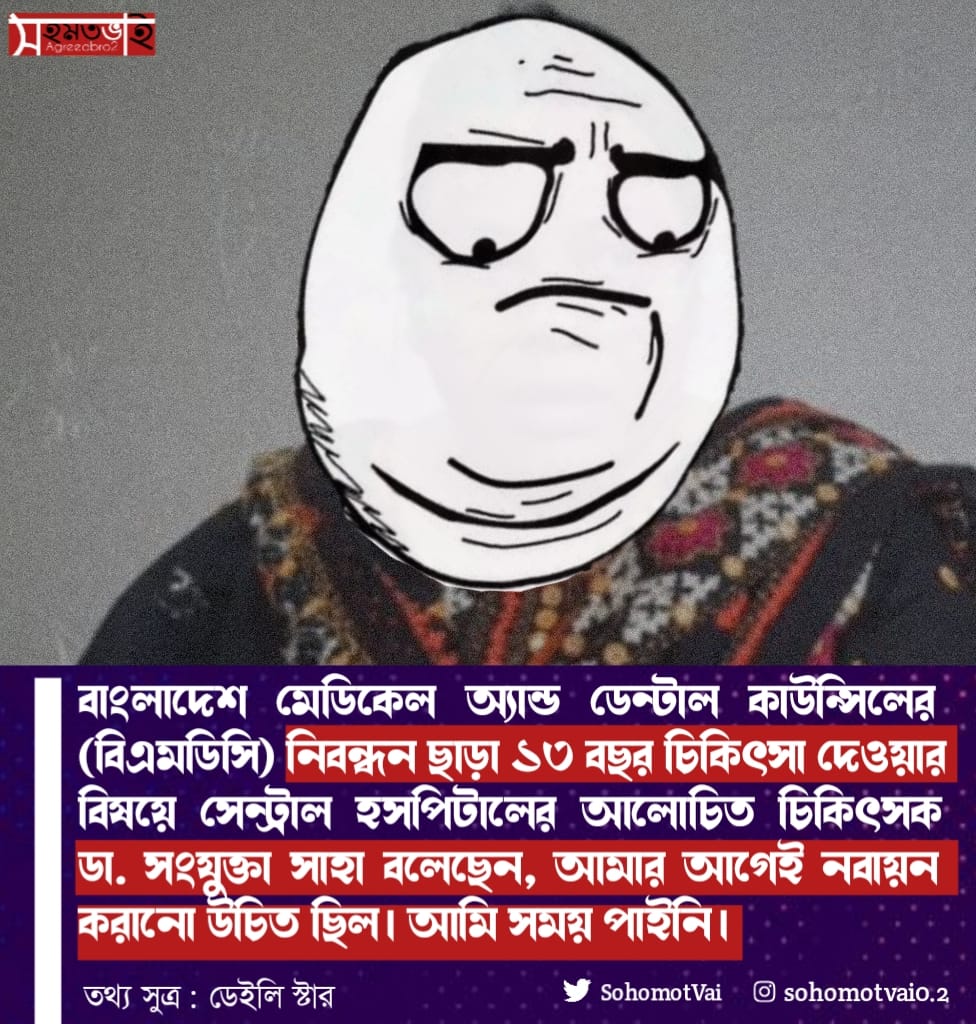 সহমতভাই
Agreeabro2
বাংলাদেশ মেডিকেল অ্যান্ড ডেন্টাল কাউন্সিলের
(বিএমডিসি) নিবন্ধন ছাড়া ১৩ বছর চিকিৎসা দেওয়ার
বিষয়ে সেন্ট্রাল হসপিটালের আলোচিত চিকিৎসক
ডা. সংযুক্তা সাহা বলেছেন, আমার আগেই নবায়ন
করানো উচিত ছিল। আমি সময় পাইনি।
তথ্য সুত্র : ডেইলি স্টার
SohomotVai
sohomotvai0.2